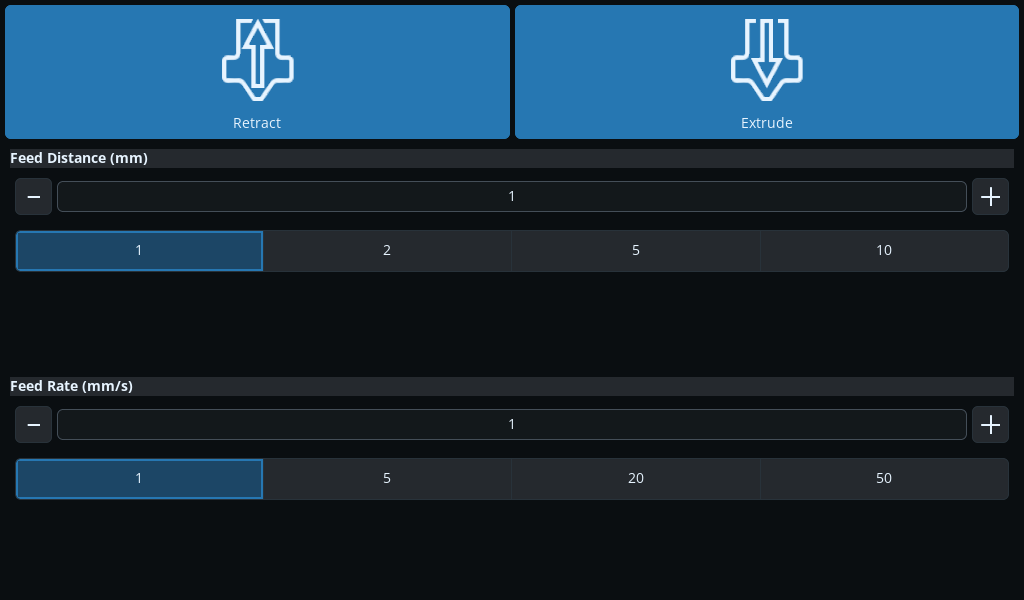 Retract Extrude
Feed Distance (mm)
1
1 2 5 10
Feed Rate (mm/s)
1
1 5 20 50